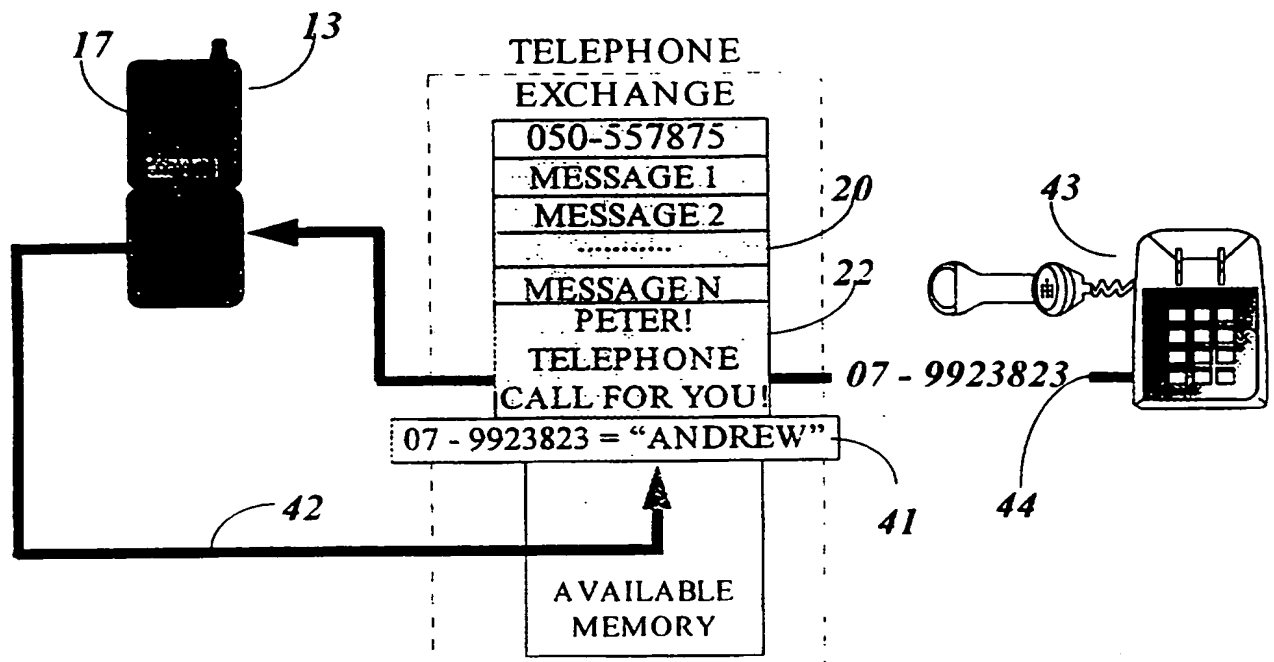 17
13
TELEPHONE
EXCHANGE
050-557875
MESSAGE 1
MESSAGE 2
...........
MESSAGE N
PETER!
TELEPHONE
CALL FOR YOU!
07 - 9923823 = “ANDREW”
AVAILABLE
MEMORY
20
22
43
07 - 9923823
44
41
42